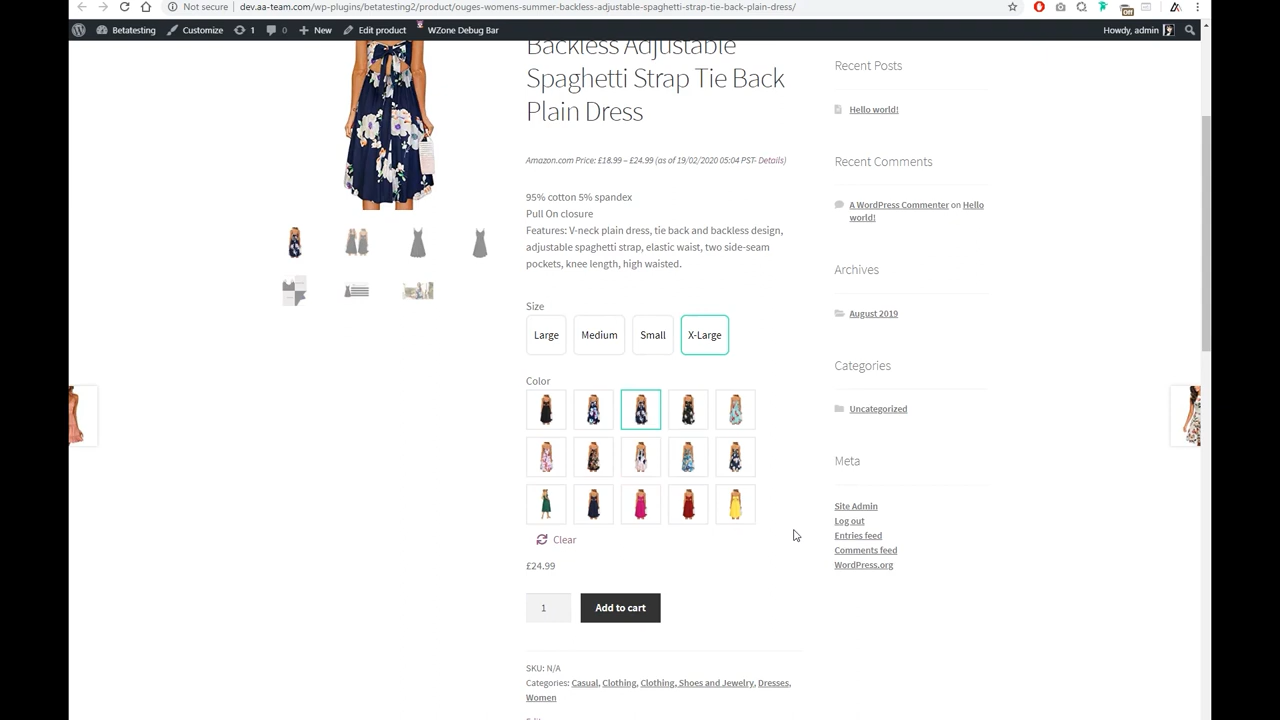 Not secure
dev.aa-team.com/wp-plugins/betatesting2/product/ouges-womens-summer-backless-adjustable-spaghetti-strap-tie-back-plain-dress/
Off
Betatesting
Customize
1
0
New
Edit product
WZone Debug Bar
Howdy, admin
Backless Adjustable
Spaghetti Strap Tie Back
Plain Dress
Amazon.com Price: £18.99 – £24.99 (as of 19/02/2020 05:04 PST- Details)
95% cotton 5% spandex
Pull On closure
Features: V-neck plain dress, tie back and backless design,
adjustable spaghetti strap, elastic waist, two side-seam
pockets, knee length, high waisted.
Size
Large
Medium
Small
X-Large
Color
Clear
£24.99
1
Add to cart
SKU: N/A
Categories: Casual, Clothing, Clothing, Shoes and Jewelry, Dresses,
Women
Recent Posts
Hello world!
Recent Comments
A WordPress Commenter on Hello
world!
Archives
August 2019
Categories
Uncategorized
Meta
Site Admin
Log out
Entries feed
Comments feed
WordPress.org